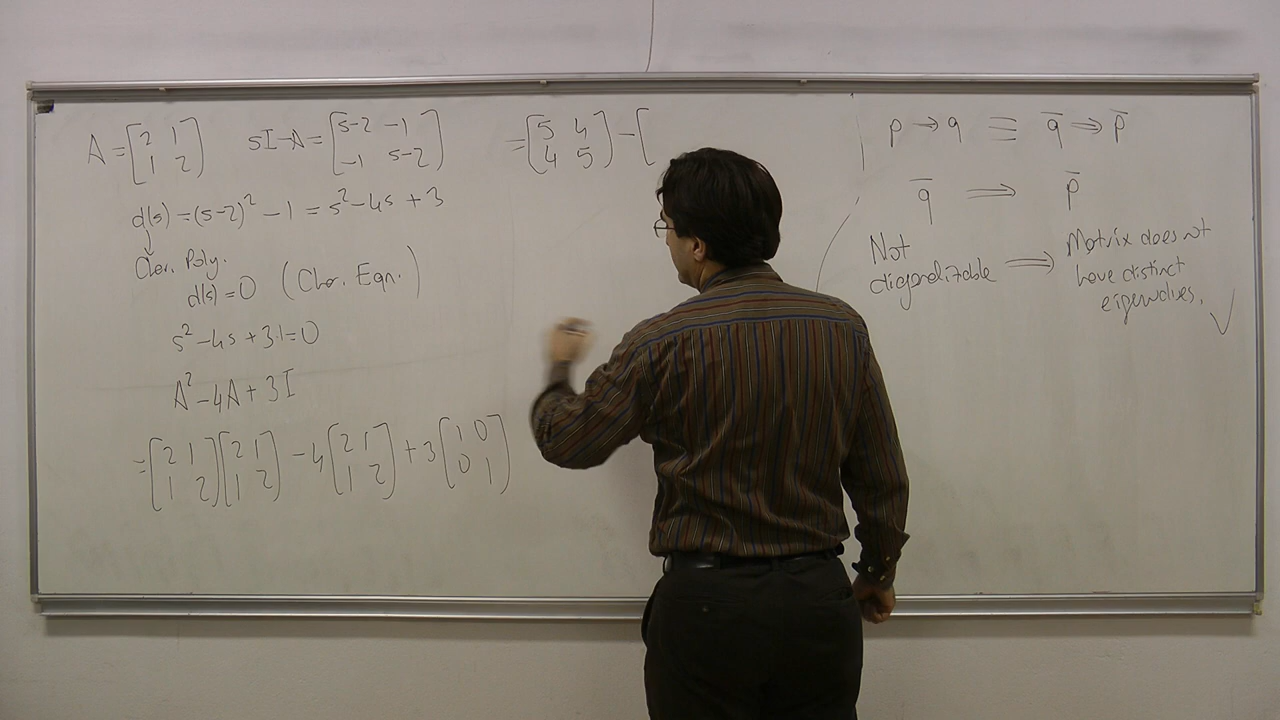 A = [2 1; 1 2]   sI-A = [s-2 -1; -1 s-2]
d(s) = (s-2)² - 1 = s² - 4s + 3
Char. Poly.
d(s) = 0 (Char. Eqn.)
s² - 4s + 3.1 = 0
A² - 4A + 3I
= [2 1; 1 2] [2 1; 1 2] - 4 [2 1; 1 2] + 3 [1 0; 0 1]
= [5 4; 4 5] - [
p → q ≡ q̅ ⇒ p̅
q̅ ⇒ p̅
Not diagonalizable ⇒ Matrix does not
have distinct
eigenvalues. ✓